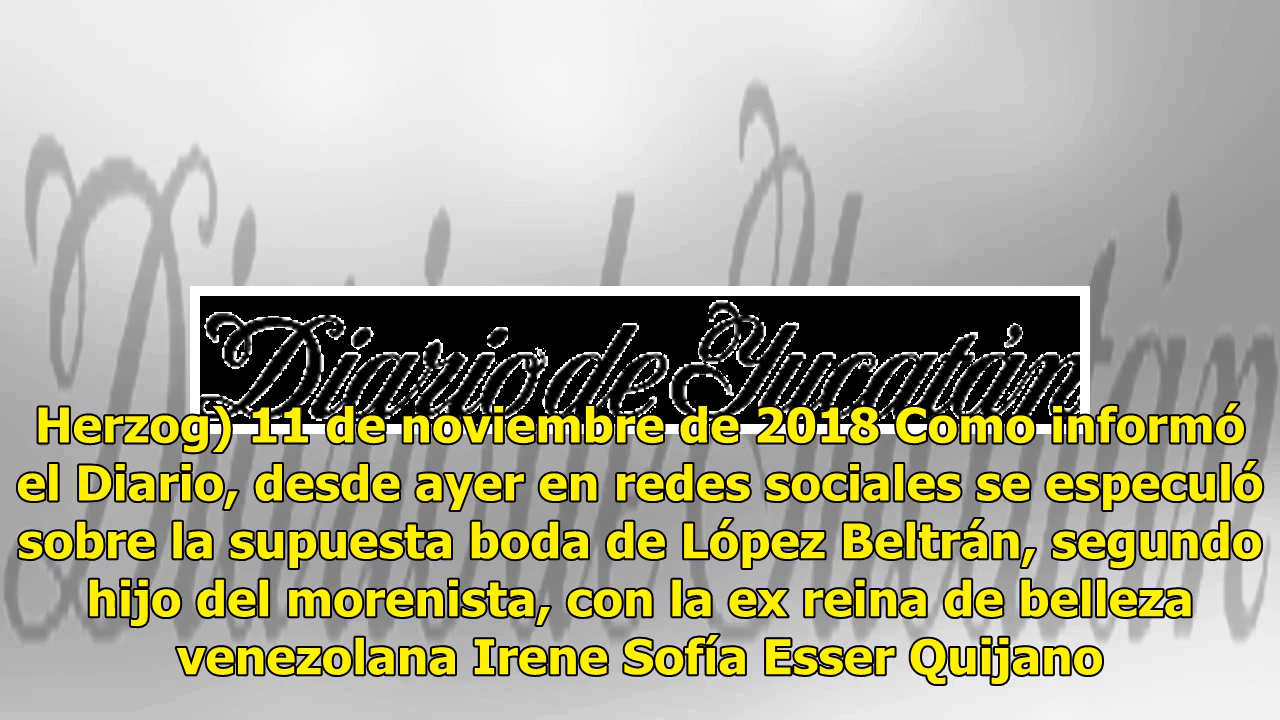 Diario de Yucatán
Herzog) 11 de noviembre de 2018 Como informó
el Diario, desde ayer en redes sociales se especuló
sobre la supuesta boda de López Beltrán, segundo
hijo del morenista, con la ex reina de belleza
venezolana Irene Sofía Esser Quijano